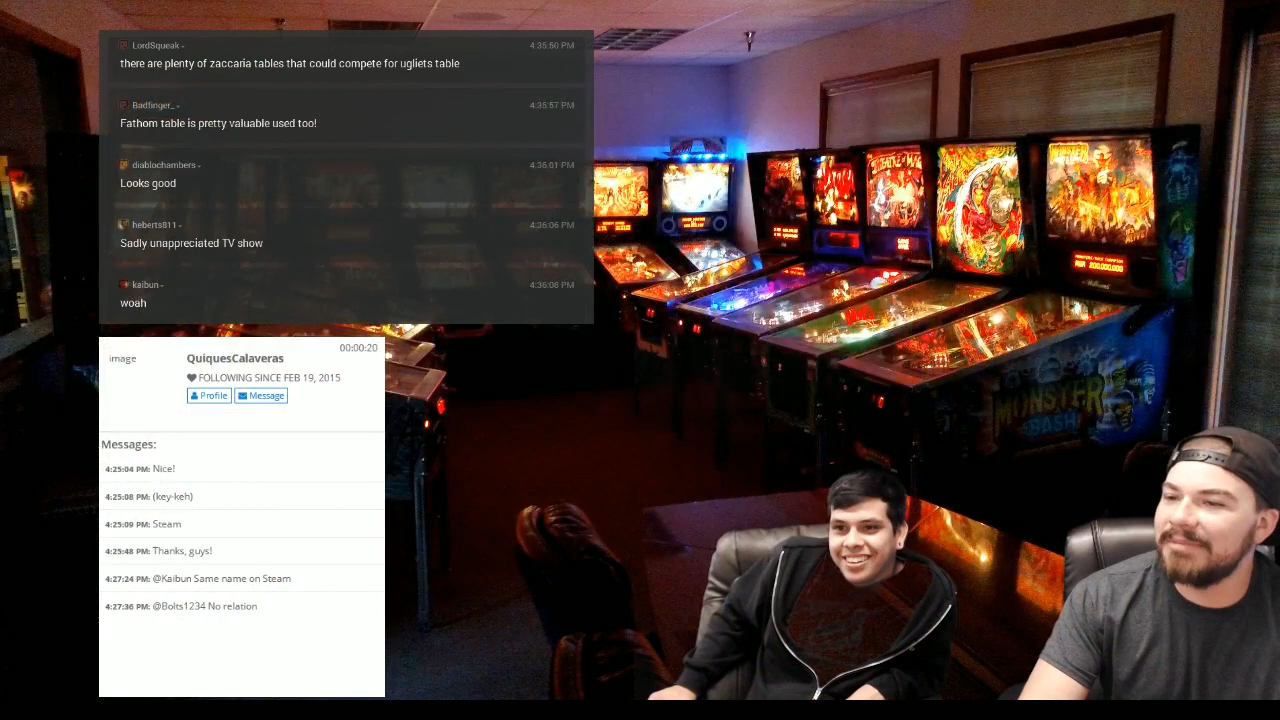 LordSqueak
4:35:50 PM
there are plenty of zaccaria tables that could compete for ugliets table
Badfinger_
4:35:57 PM
Fathom table is pretty valuable used too!
diablochambers
4:36:01 PM
Looks good
heberts811
4:36:06 PM
Sadly unappreciated TV show
kaibun
4:36:08 PM
woah
00:00:20
image
QuiquesCalaveras
FOLLOWING SINCE FEB 19, 2015
Profile Message
Messages:
4:25:04 PM: Nice!
4:25:08 PM: (key-keh)
4:25:09 PM: Steam
4:25:48 PM: Thanks, guys!
4:27:24 PM: @Kaibun Same name on Steam
4:27:36 PM: @Bolts1234 No relation
MONSTER
BASH